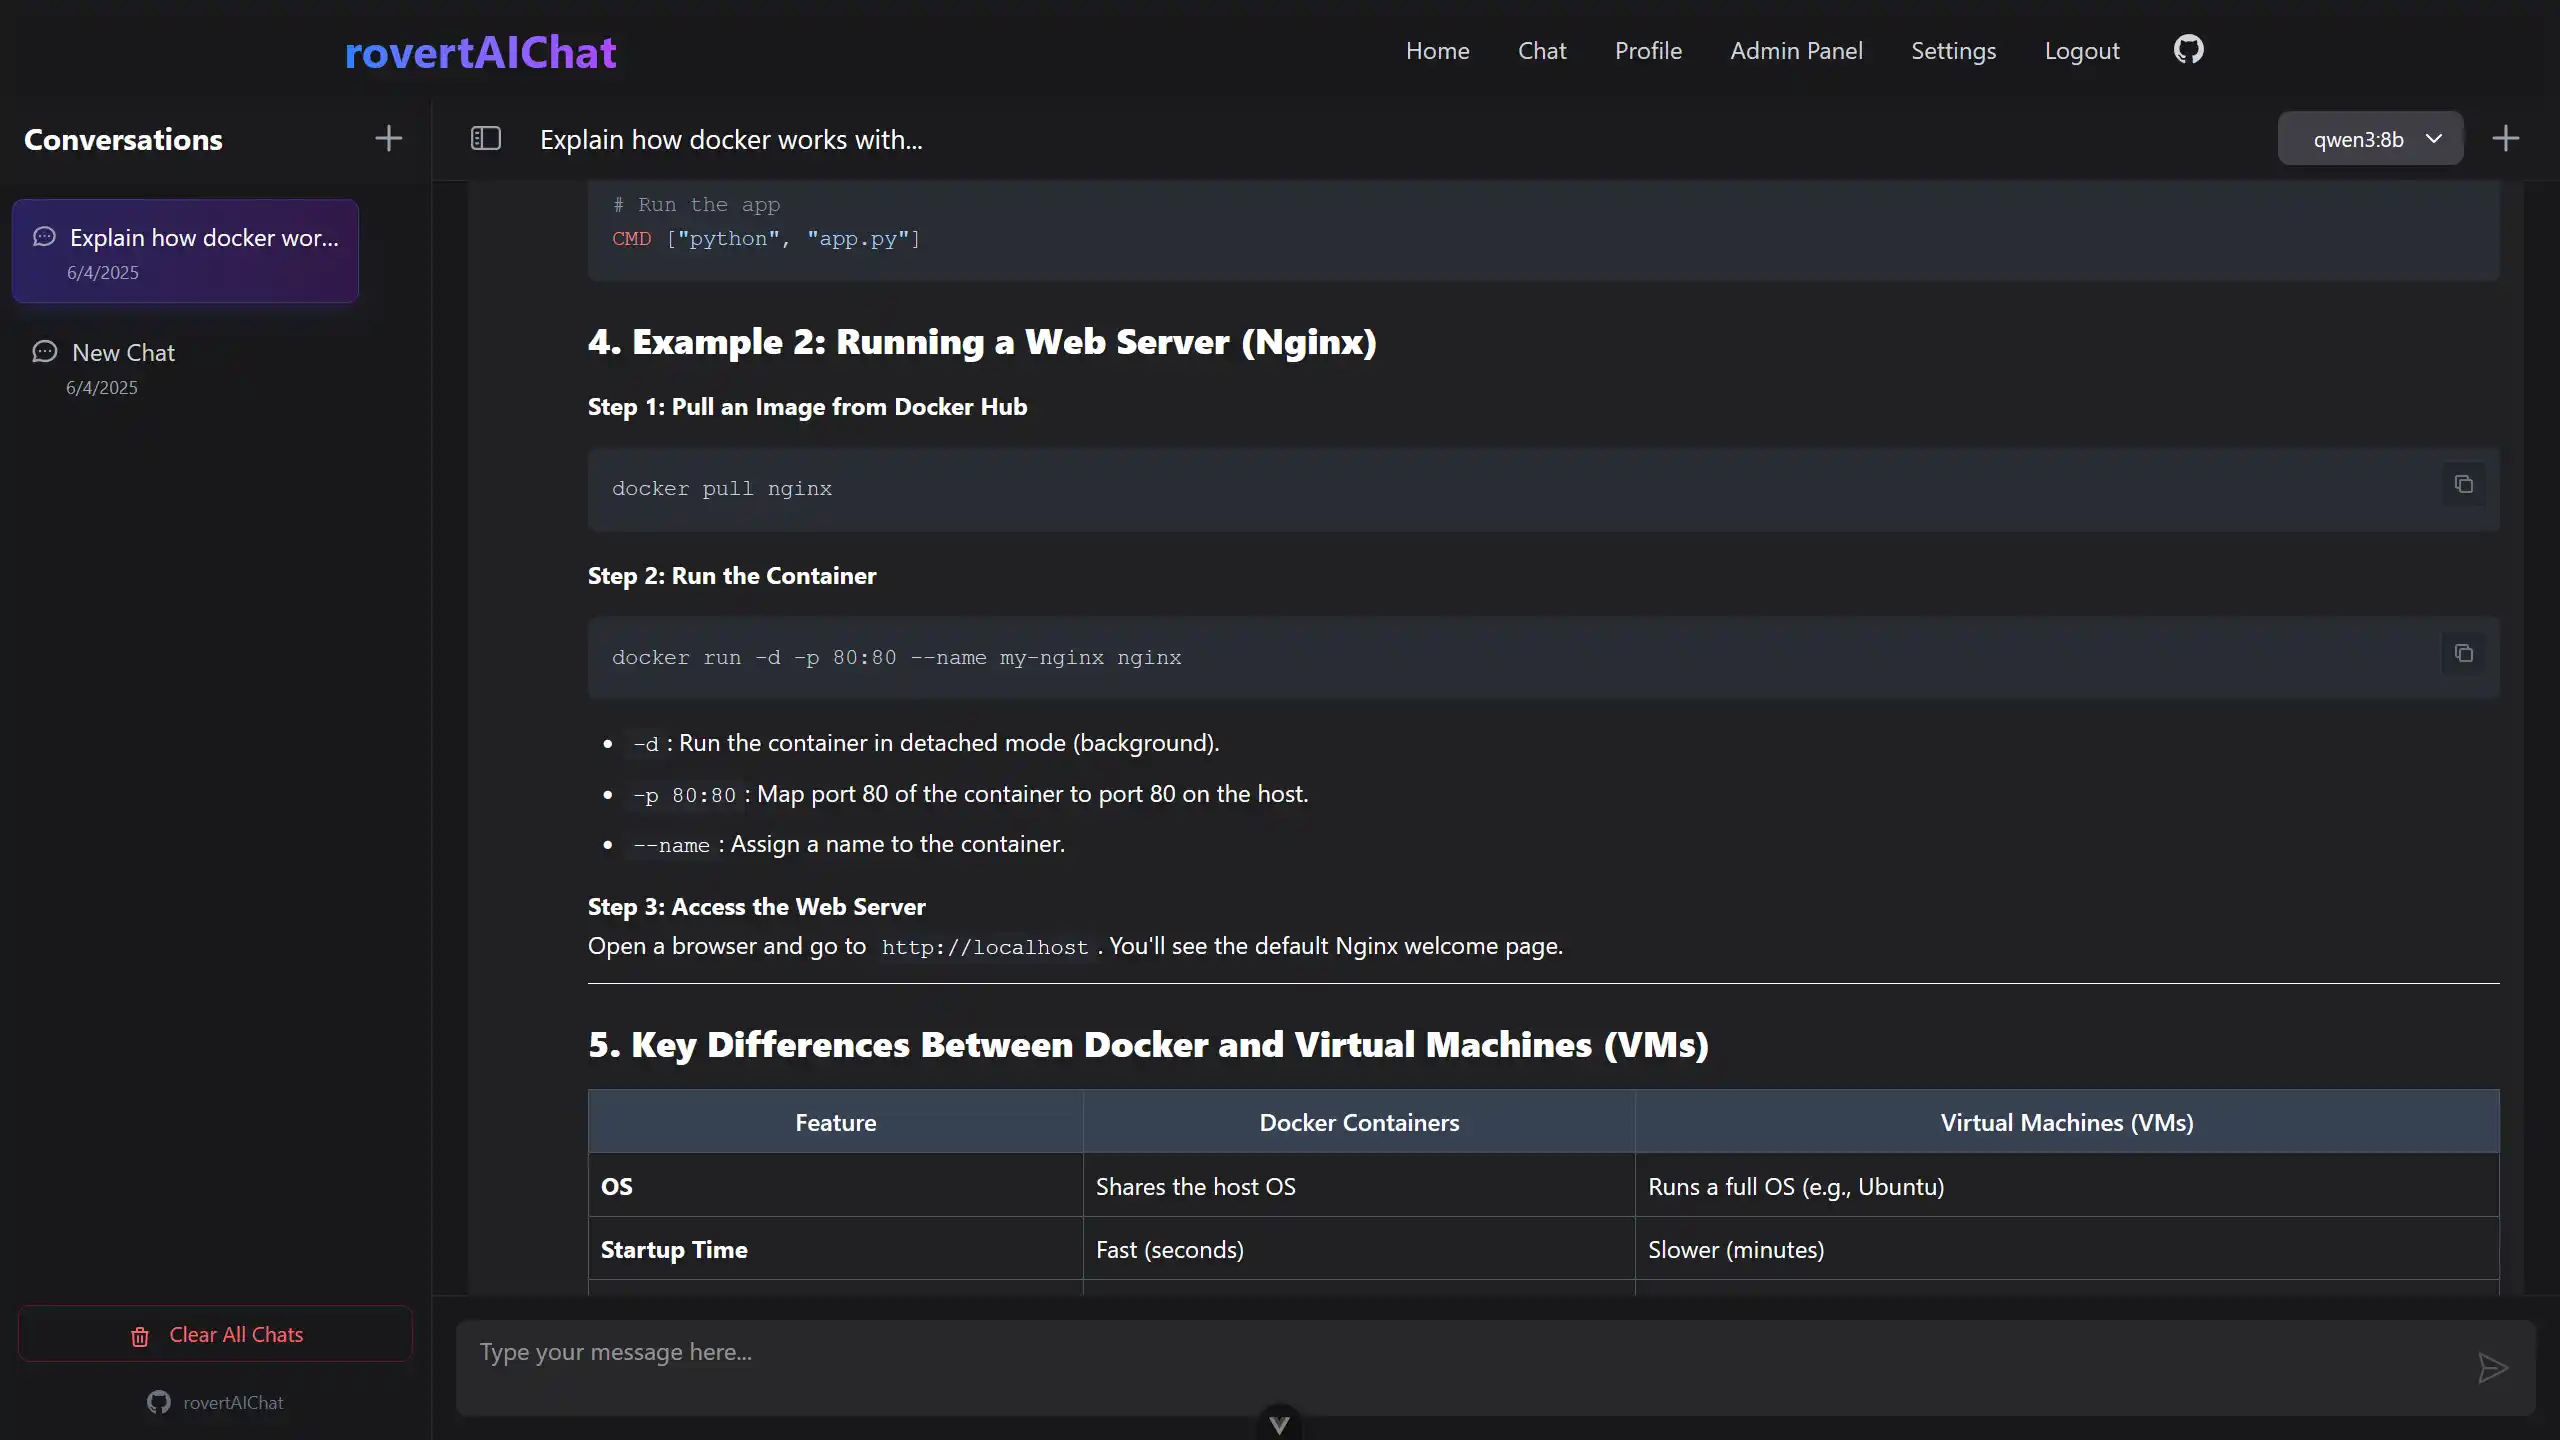 rovertAIChat
Home Chat Profile Admin Panel Settings Logout
Conversations
Explain how docker wor...
6/4/2025
New Chat
6/4/2025
Clear All Chats
rovertAIChat
Explain how docker works with...
qwen3:8b
# Run the app
CMD ["python", "app.py"]
4. Example 2: Running a Web Server (Nginx)
Step 1: Pull an Image from Docker Hub
docker pull nginx
Step 2: Run the Container
docker run -d -p 80:80 --name my-nginx nginx
-d : Run the container in detached mode (background).
-p 80:80 : Map port 80 of the container to port 80 on the host.
--name : Assign a name to the container.
Step 3: Access the Web Server
Open a browser and go to http://localhost . You'll see the default Nginx welcome page.
5. Key Differences Between Docker and Virtual Machines (VMs)
Feature Docker Containers Virtual Machines (VMs)
OS Shares the host OS Runs a full OS (e.g., Ubuntu)
Startup Time Fast (seconds) Slower (minutes)
Type your message here...